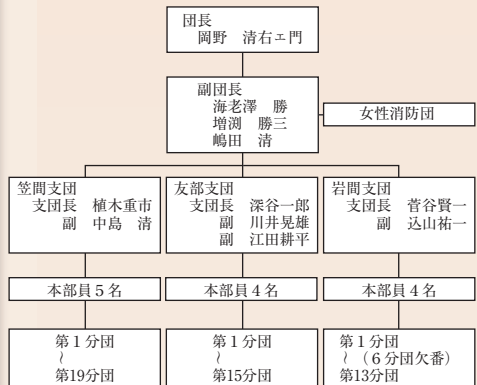 団長
岡野　清右ェ門
副団長
海老澤　勝
増渕　勝三
嶋田　清
女性消防団
笠間支団
支団長　植木重市
副　中島　清
友部支団
支団長　深谷一郎
副　川井晃雄
副　江田耕平
岩間支団
支団長　菅谷賢一
副　込山祐一
本部員５名
本部員４名
本部員４名
第１分団
〜
第19分団
第１分団
〜
第15分団
第１分団
〜（６分団欠番）
第13分団